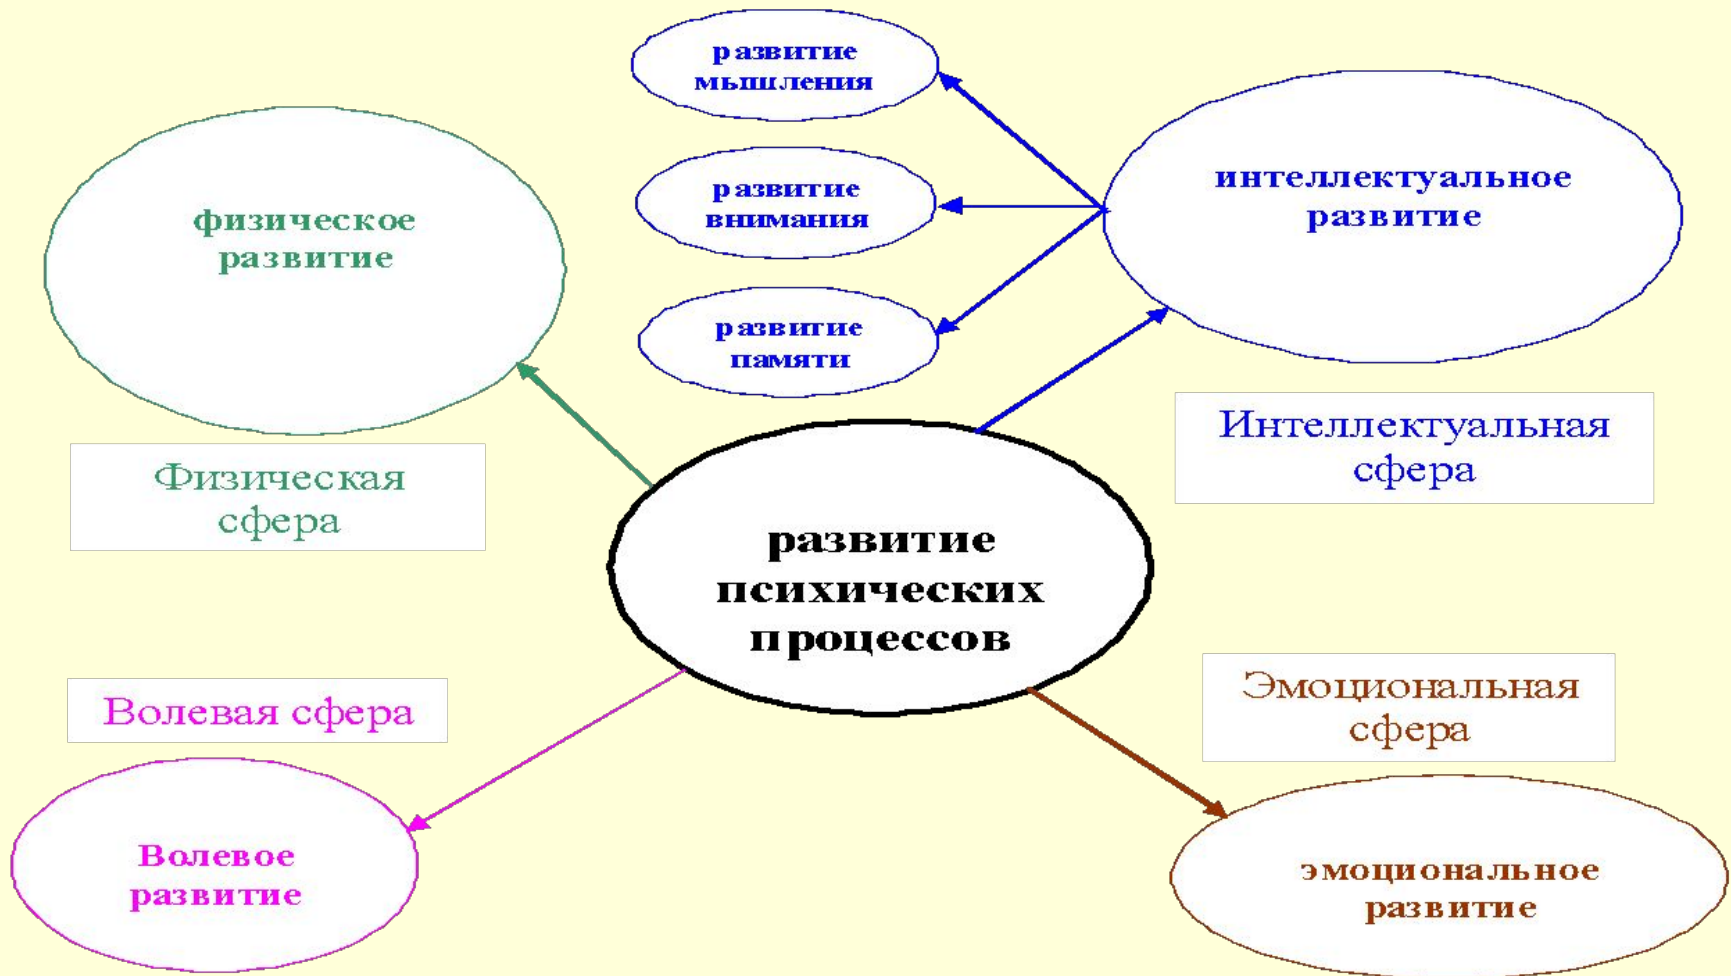 развитие
мышления
развитие
внимания
развитие
памяти
интеллектуальное
развитие
Интеллектуальная
сфера
физическое
развитие
Физическая
сфера
развитие
психических
процессов
Волевая сфера
Волевое
развитие
Эмоциональная
сфера
эмоциональное
развитие